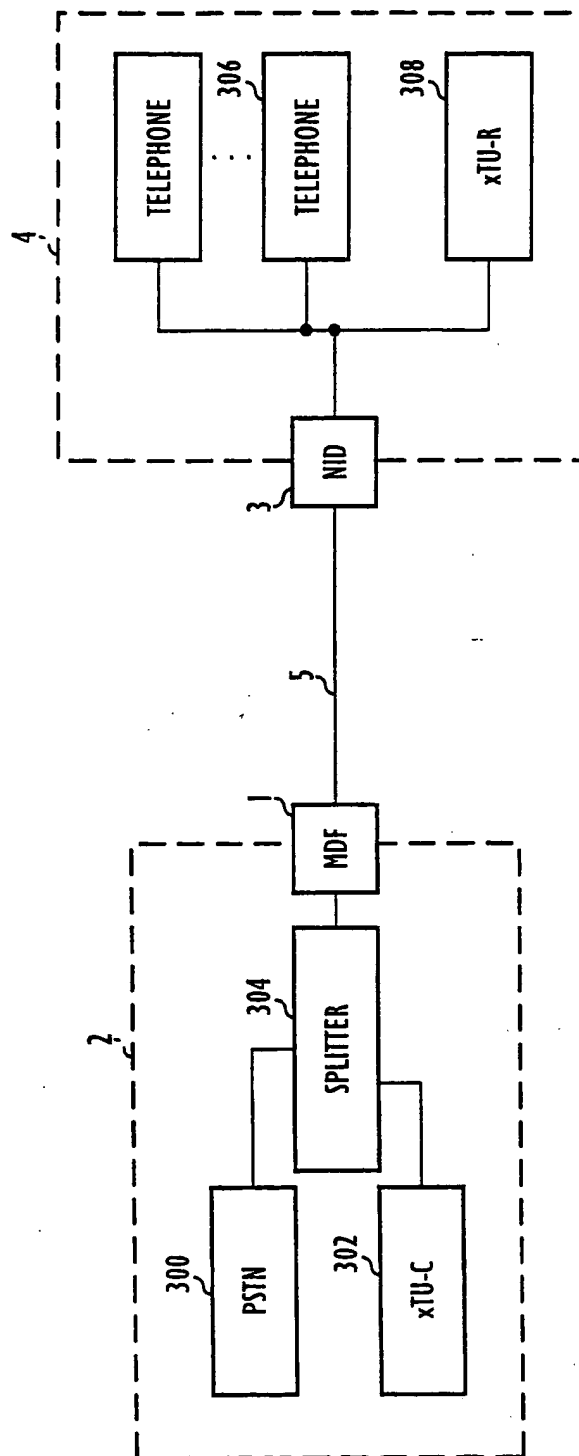 2
300
PSTN
302
xTU-C
304
SPLITTER
1
MDF
5
3
NID
4
TELEPHONE
306
TELEPHONE
308
xTU-R